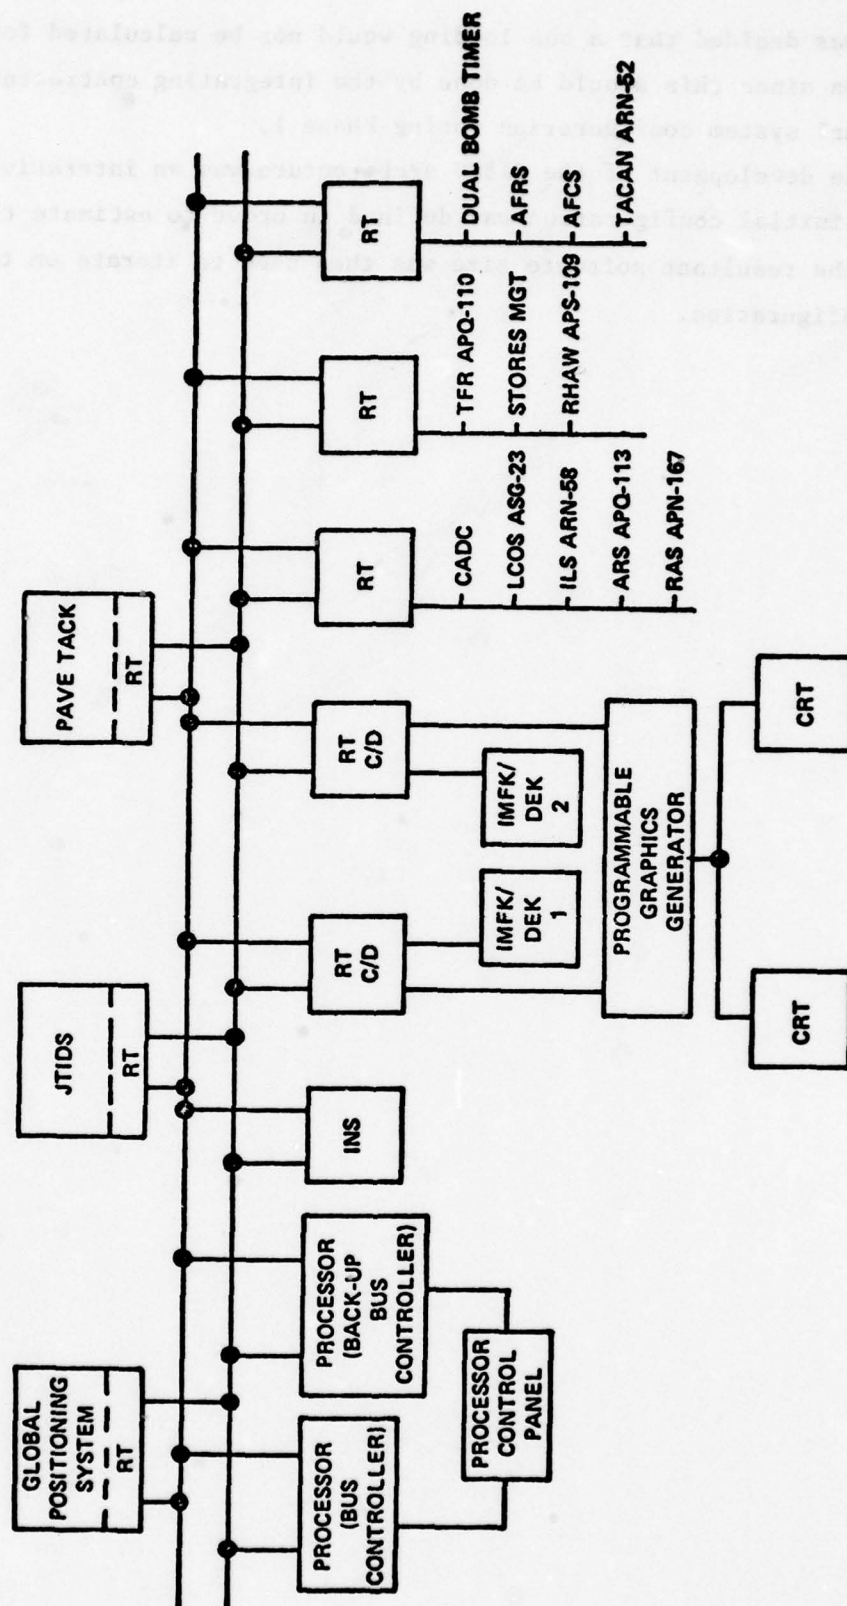 GLOBAL
POSITIONING
SYSTEM
RT
JTIDS
RT
PAVE TACK
RT
PROCESSOR
(BUS
CONTROLLER)
PROCESSOR
(BACK-UP
BUS
CONTROLLER)
PROCESSOR
CONTROL
PANEL
INS
RT
C/D
RT
C/D
IMFK/
DEK
1
IMFK/
DEK
2
PROGRAMMABLE
GRAPHICS
GENERATOR
CRT
CRT
RT
CADC
LCOS ASG-23
ILS ARN-58
ARS APQ-113
RAS APN-167
RT
TFR APQ-110
STORES MGT
RHAW APS-109
RT
DUAL BOMB TIMER
AFRS
AFCS
TACAN ARN-52